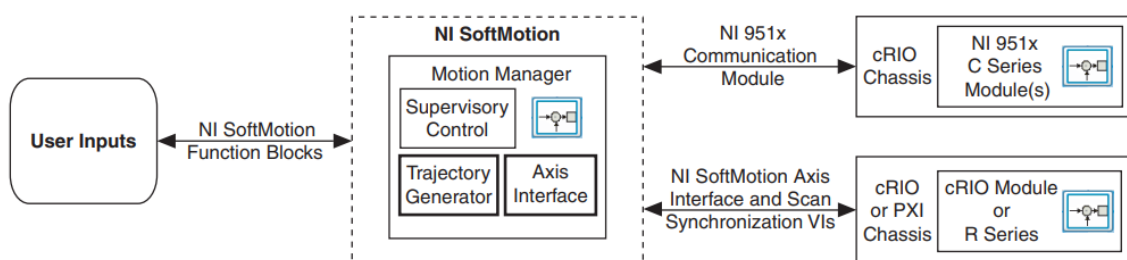 User Inputs
NI SoftMotion
Function Blocks
NI SoftMotion
Motion Manager
Supervisory
Control
Trajectory
Generator
Axis
Interface
NI 951x
Communication
Module
cRIO
Chassis
NI 951x
C Series
Module(s)
NI SoftMotion Axis
Interface and Scan
Synchronization VIs
cRIO
or PXI
Chassis
cRIO Module
or
R Series